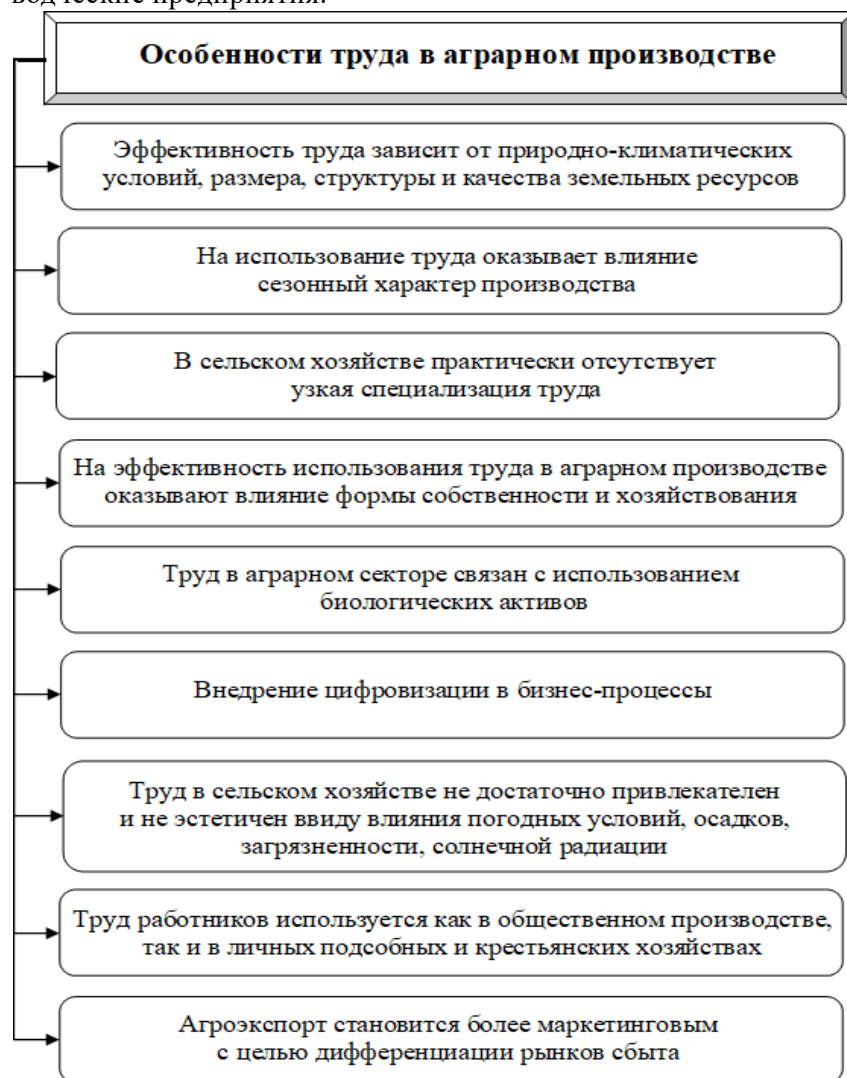 водческие предприятия.
Особенности труда в аграрном производстве
Эффективность труда зависит от природно-климатических
условий, размера, структуры и качества земельных ресурсов
На использование труда оказывает влияние
сезонный характер производства
В сельском хозяйстве практически отсутствует
узкая специализация труда
На эффективность использования труда в аграрном производстве
оказывают влияние формы собственности и хозяйствования
Труд в аграрном секторе связан с использованием
биологических активов
Внедрение цифровизации в бизнес-процессы
Труд в сельском хозяйстве не достаточно привлекателен
и не эстетичен ввиду влияния погодных условий, осадков,
загрязненности, солнечной радиации
Труд работников используется как в общественном производстве,
так и в личных подсобных и крестьянских хозяйствах
Агроэкспорт становится более маркетинговым
с целью дифференциации рынков сбыта